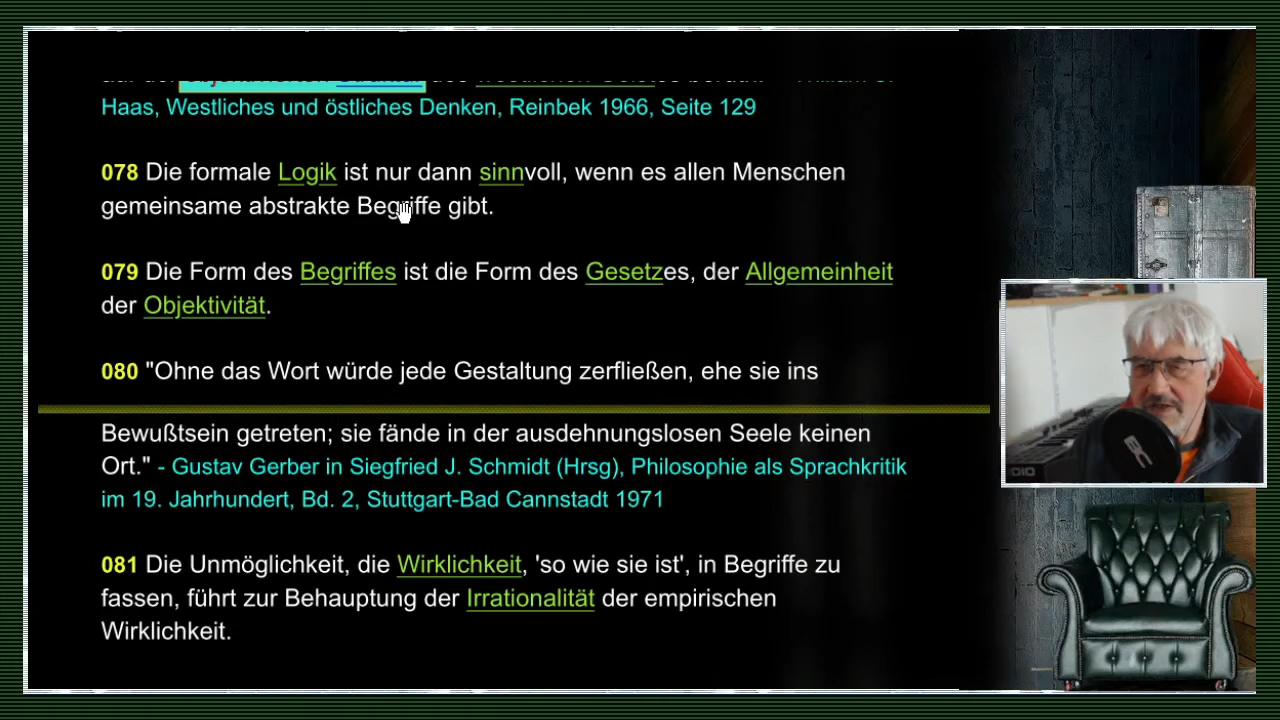 Haas, Westliches und östliches Denken, Reinbek 1966, Seite 129
078 Die formale Logik ist nur dann sinnvoll, wenn es allen Menschen
gemeinsame abstrakte Begriffe gibt.
079 Die Form des Begriffes ist die Form des Gesetzes, der Allgemeinheit
der Objektivität.
080 "Ohne das Wort würde jede Gestaltung zerfließen, ehe sie ins
Bewußtsein getreten; sie fände in der ausdehnungslosen Seele keinen
Ort." - Gustav Gerber in Siegfried J. Schmidt (Hrsg), Philosophie als Sprachkritik
im 19. Jahrhundert, Bd. 2, Stuttgart-Bad Cannstadt 1971
081 Die Unmöglichkeit, die Wirklichkeit, 'so wie sie ist', in Begriffe zu
fassen, führt zur Behauptung der Irrationalität der empirischen
Wirklichkeit.